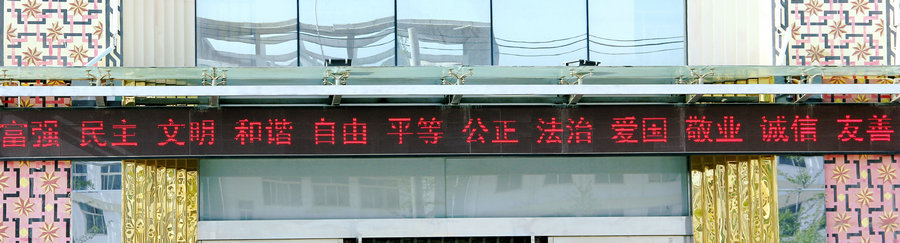 富强 民主 文明 和谐 自由 平等 公正 法治 爱国 敬业 诚信 友善